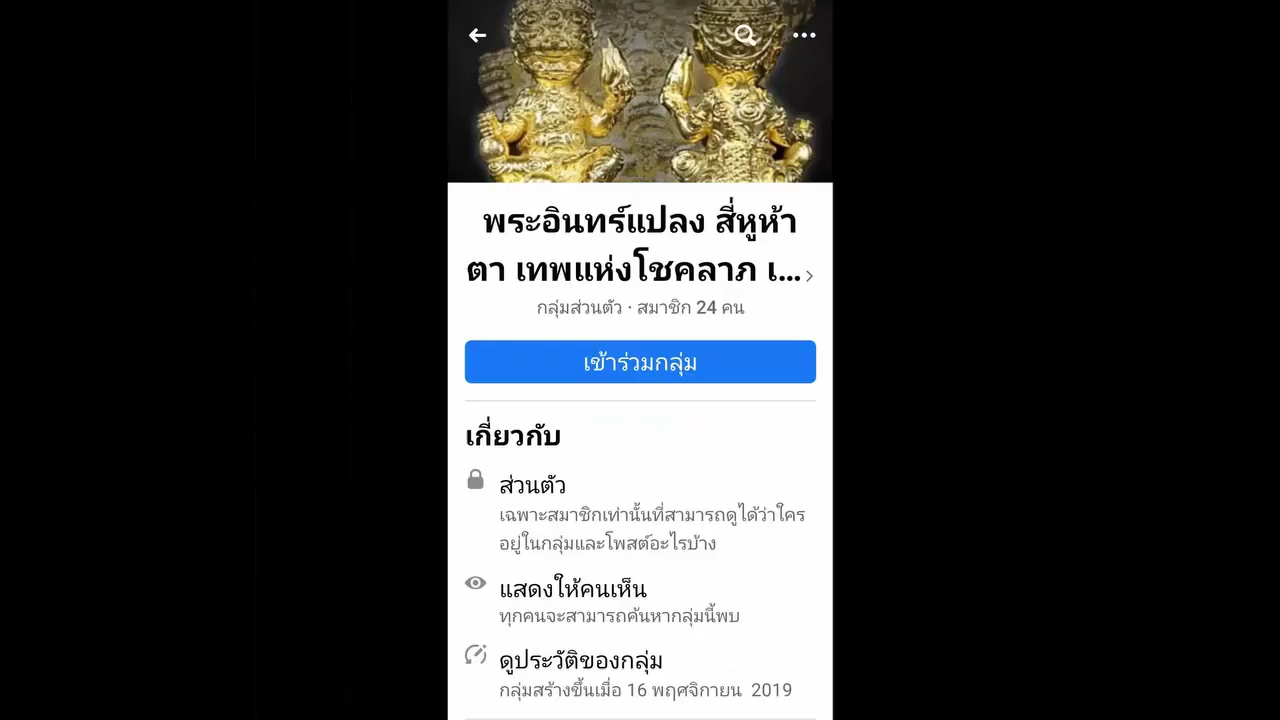 พระอินทร์แปลง สี่หูห้า
ตา เทพแห่งโชคลาภ เ...
กลุ่มส่วนตัว · สมาชิก 24 คน
เข้าร่วมกลุ่ม
เกี่ยวกับ
ส่วนตัว
เฉพาะสมาชิกเท่านั้นที่สามารถดูได้ว่าใคร
อยู่ในกลุ่มและโพสต์อะไรบ้าง
แสดงให้คนเห็น
ทุกคนจะสามารถค้นหากลุ่มนี้พบ
ดูประวัติของกลุ่ม
กลุ่มสร้างขึ้นเมื่อ 16 พฤศจิกายน 2019